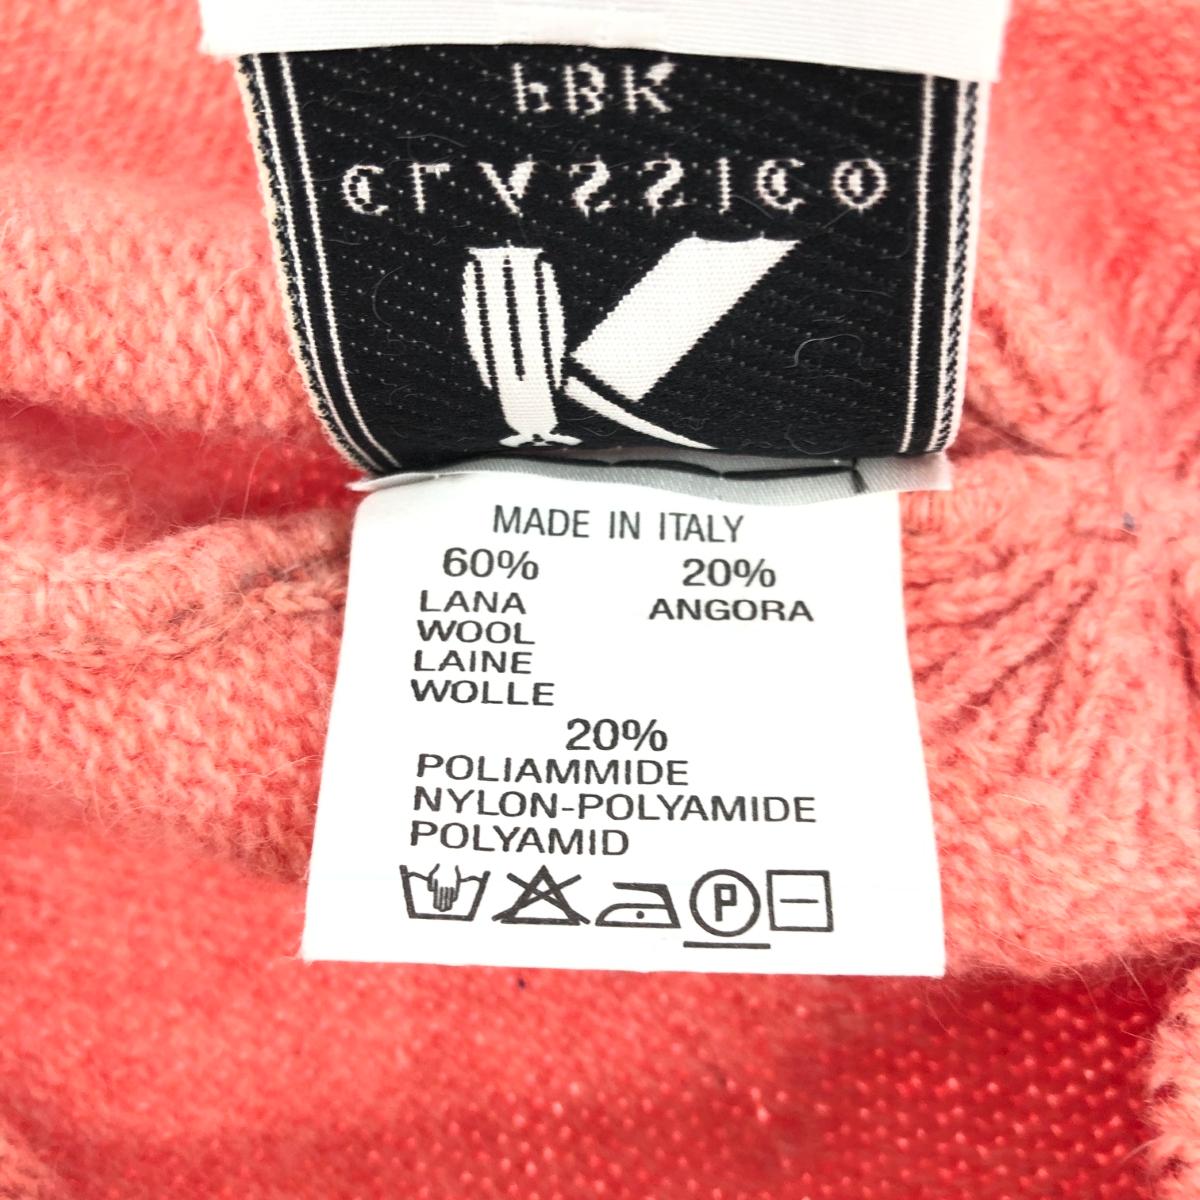 CLASSICO
K
MADE IN ITALY
60% 20%
LANA ANGORA
WOOL
LAINE
WOLLE
20%
POLIAMMIDE
NYLON-POLYAMIDE
POLYAMID
P